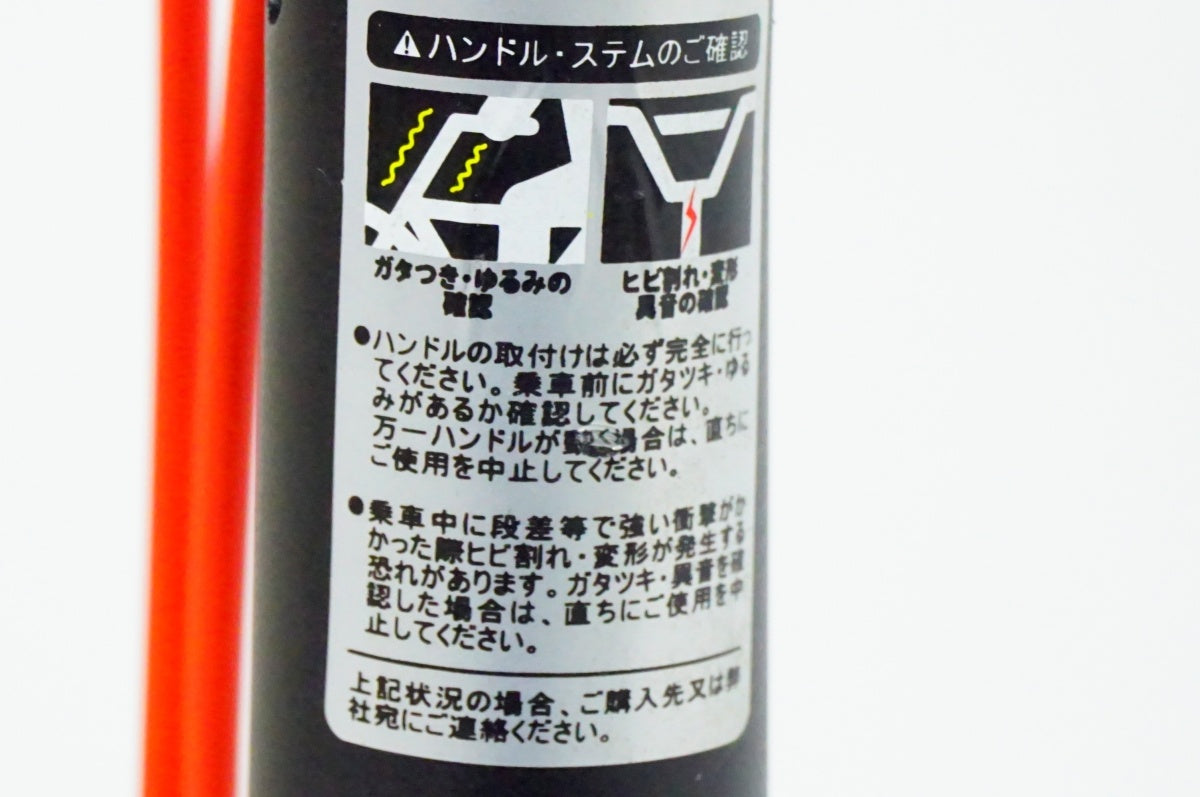 ⚠ハンドル・ステムのご確認
ガタつき・ゆるみの
確認
ヒビ割れ・変形
異音の確認
●ハンドルの取付けは必ず完全に行っ
てください。乗車前にガタツキ・ゆる
みがあるか確認してください。
万一ハンドルが動く場合は、直ちに
ご使用を中止してください。
●乗車中に段差等で強い衝撃がか
かった際ヒビ割れ・変形が発生する
恐れがあります。ガタツキ・異音を確
認した場合は、直ちにご使用を中
止してください。
上記状況の場合、ご購入先又は弊
社宛にご連絡ください。